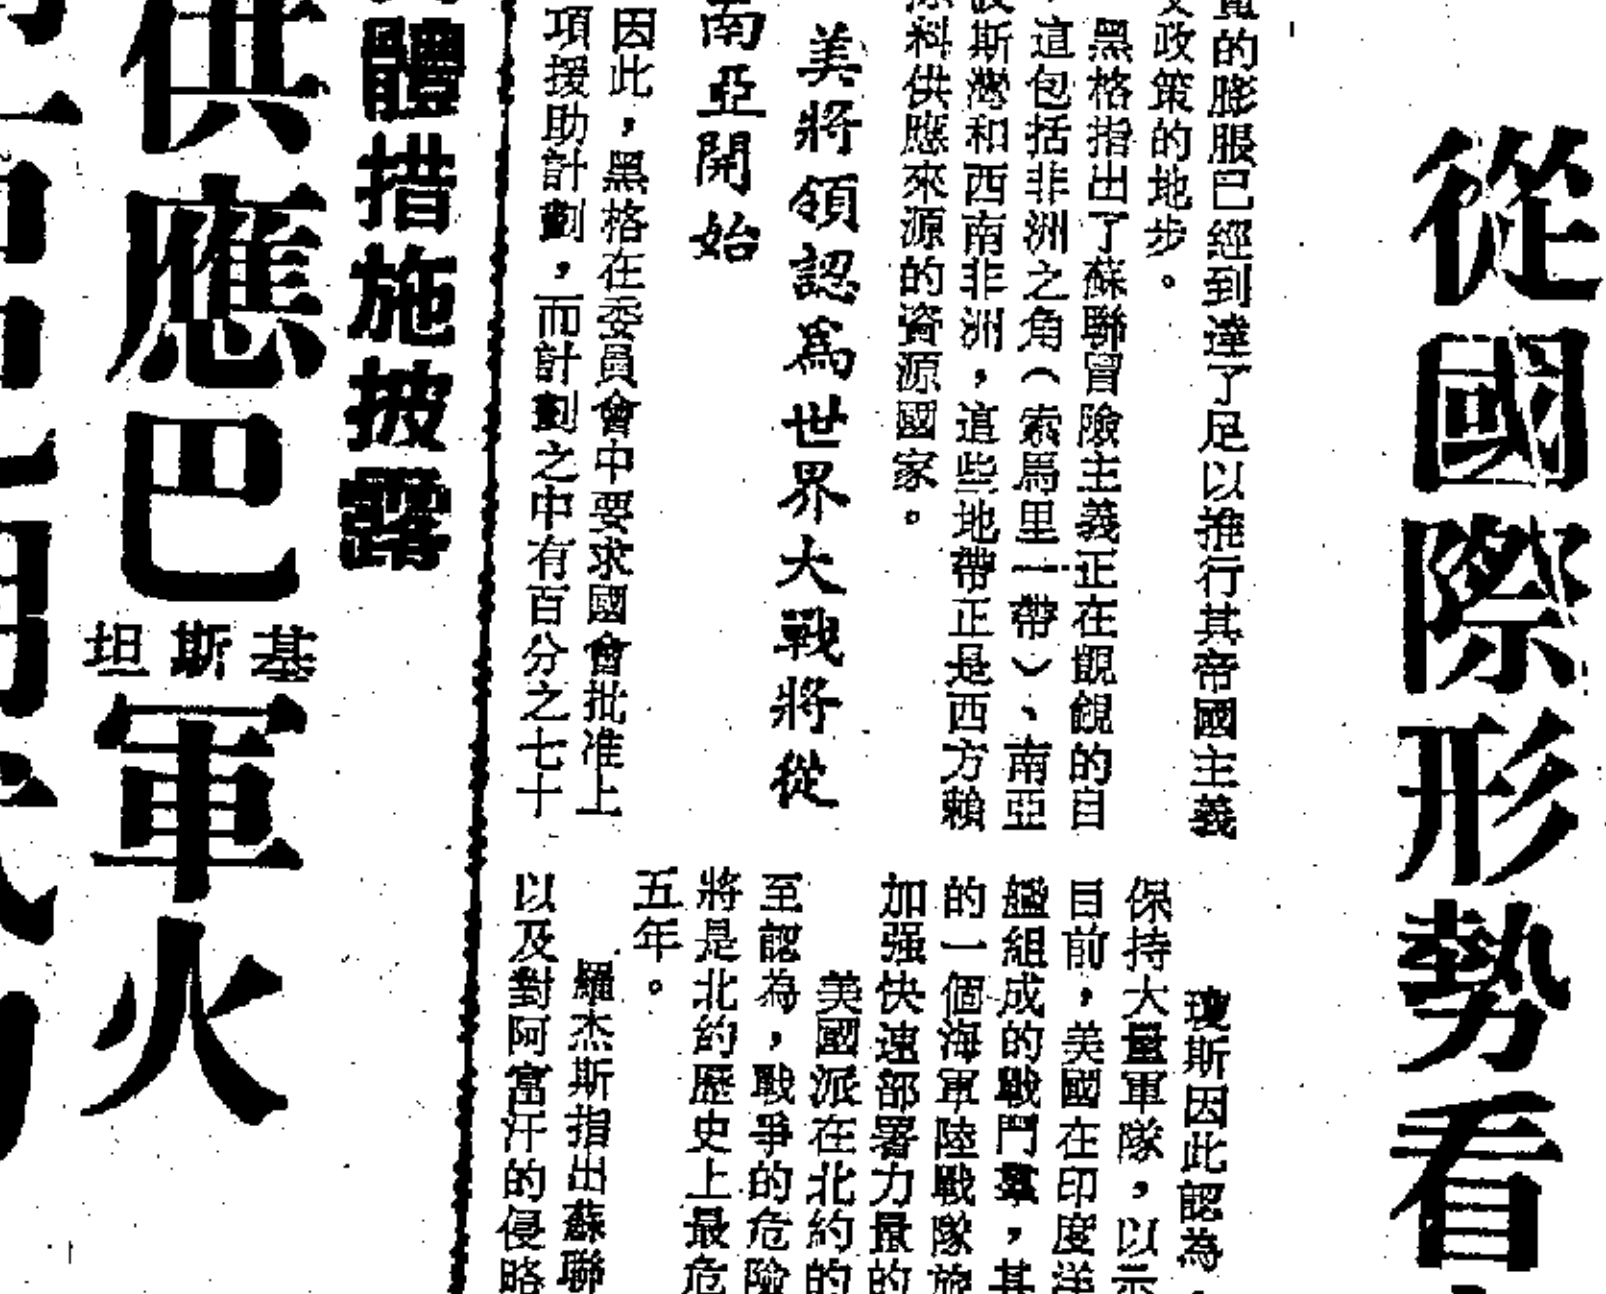 從國際形勢看
的膨脹巳經到達了足以推行其帝國主義
政策的地步。
黑格指出了蘇聯冒險主義正在覬覦的自
，這包括非洲之角（索馬里一帶）、南亞
斯灣和西南非洲，這些地帶正是西方賴
料供應來源的資源國家。
美將領認爲世界大戰將從
南亞開始
因此，黑格在委員會中要求國會批准上
項援助計劃，而計劃之中有百分之七十
瓊斯因此認為，
保持大量軍隊，以示
目前，美國在印度洋
艦組成的戰鬥羣，其
的一個海軍陸戰隊旅
加强快速部署力量的
美國派在北約的
至認為，戰爭的危險
將是北約歷史上最危
五年。
羅杰斯指出蘇聯
以及對阿富汗的侵略
體措施披露
供應巴基斯坦軍火